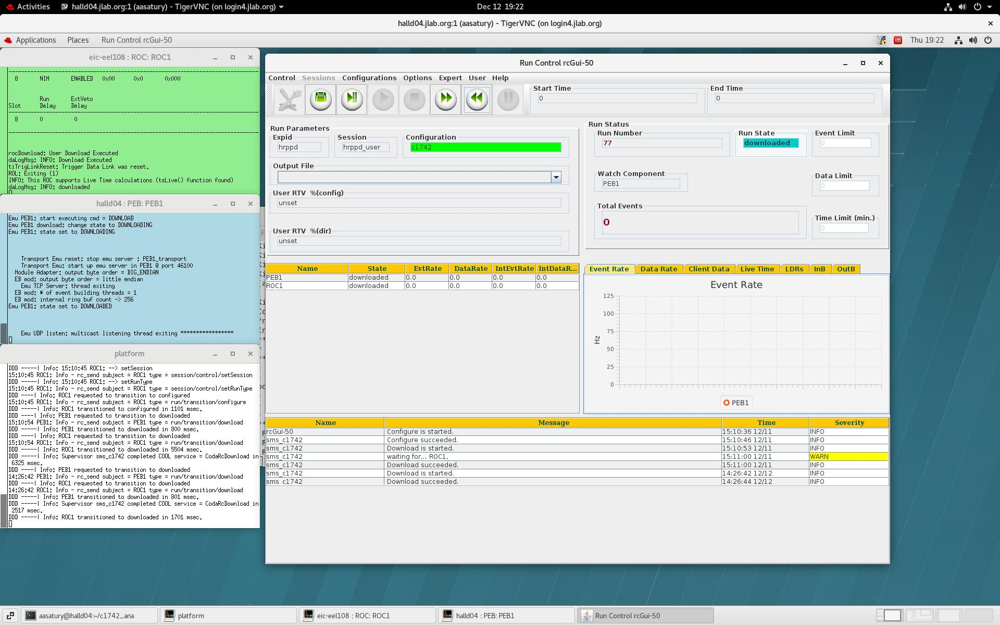 Activities halld04.jlab.org:1 (aasatury) - TigerVNC (on login4.jlab.org) Dec 12 19:22
halld04.jlab.org:1 (aasatury) - TigerVNC (on login4.jlab.org)
Applications Places Run Control rcGui-50 Thu 19:22
eic-eel108 : ROC: ROC1
8 NIM ENABLED 0x00 0x0 0x000
Run ExtVeto
Slot Delay Delay
8 0 0
rocDownload: User Download Executed
daLogMsg: INFO: Download Executed
tiTrigLinkReset: Trigger Data Link was reset.
ROL: Exiting (1)
INFO: This ROC supports Live Time calculations (tsLive() function found)
daLogMsg: INFO: downloaded
halld04 : PEB: PEB1
Emu PEB1: start executing cmd = DOWNLOAD
Emu PEB1 download: change state to DOWNLOADING
Emu PEB1: state set to DOWNLOADING
Transport Emu reset: stop emu server : PEB1_transport
Transport Emu: start up emu server in PEB1 @ port 46100
Module Adapter: output byte order = BIG_ENDIAN
EB mod: output byte order = little endian
Emu TCP Server: thread exiting
EB mod: # of event building threads = 1
EB mod: internal ring buf count -> 256
Emu PEB1: state set to DOWNLOADED
Emu UDP listen: multicast listening thread exiting *****************
platform
DDD -----| Info: 15:10:45 ROC1: --> setSession
15:10:45 ROC1: Info - rc_send subject = ROC1 type = session/control/setSession
DDD -----| Info: 15:10:45 ROC1: --> setRunType
15:10:45 ROC1: Info - rc_send subject = ROC1 type = session/control/setRunType
DDD ----| Info: ROC1 requested to transition to configured
15:10:45 ROC1: Info - rc_send subject = ROC1 type = run/transition/configure
DDD -----| Info: ROC1 transitioned to configured in 1101 msec.
DDD ----| Info: PEB1 requested to transition to downloaded
15:10:54 PEB1: Info - rc_send subject = PEB1 type = run/transition/download
DDD -----| Info: PEB1 transitioned to downloaded in 800 msec.
DDD ----| Info: ROC1 requested to transition to downloaded
15:10:54 ROC1: Info - rc_send subject = ROC1 type = run/transition/download
DDD -----| Info: ROC1 transitioned to downloaded in 5504 msec.
DDD -----| Info: Supervisor sms_c1742 completed COOL service = CodaRcDownload in
6325 msec.
DDD ----| Info: PEB1 requested to transition to downloaded
14:26:42 PEB1: Info - rc_send subject = PEB1 type = run/transition/download
DDD ----| Info: ROC1 requested to transition to downloaded
14:26:42 ROC1: Info - rc_send subject = ROC1 type = run/transition/download
DDD -----| Info: PEB1 transitioned to downloaded in 801 msec.
DDD -----| Info: Supervisor sms_c1742 completed COOL service = CodaRcDownload in
2517 msec.
DDD -----| Info: ROC1 transitioned to downloaded in 1701 msec.
Run Control rcGui-50
Control Sessions Configurations Options Expert User Help
Start Time
0
End Time
0
Run Parameters
Expid
hrppd
Session
hrppd_user
Configuration
c1742
Output File
User RTV %(config)
unset
User RTV %(dir)
unset
Run Status
Run Number
77
Run State
downloaded
Event Limit
0
Watch Component
PEB1
Data Limit
0
Total Events
0
Time Limit (min.)
0
Name State EvtRate DataRate IntEvtRate IntDataR...
PEB1 downloaded 0.0 0.0 0.0 0.0
ROC1 downloaded 0.0 0.0 0.0 0.0
Event Rate Data Rate Client Data Live Time LDRs InB OutB
Event Rate
125
100
75
50
25
0
Hz
PEB1
Name Message Time Severity
rcGui-50 Configure is started. 15:10:36 12/11 INFO
sms_c1742 Configure succeeded. 15:10:46 12/11 INFO
sms_c1742 Download is started. 15:10:53 12/11 INFO
sms_c1742 waiting for... ROC1, 15:11:00 12/11 WARN
sms_c1742 Download succeeded. 15:11:00 12/11 INFO
sms_c1742 Download is started. 14:26:42 12/12 INFO
sms_c1742 Download succeeded. 14:26:44 12/12 INFO
aasatury@halld04:~/c1742_ana platform eic-eel108 : ROC: ROC1 halld04 : PEB: PEB1 Run Control rcGui-50